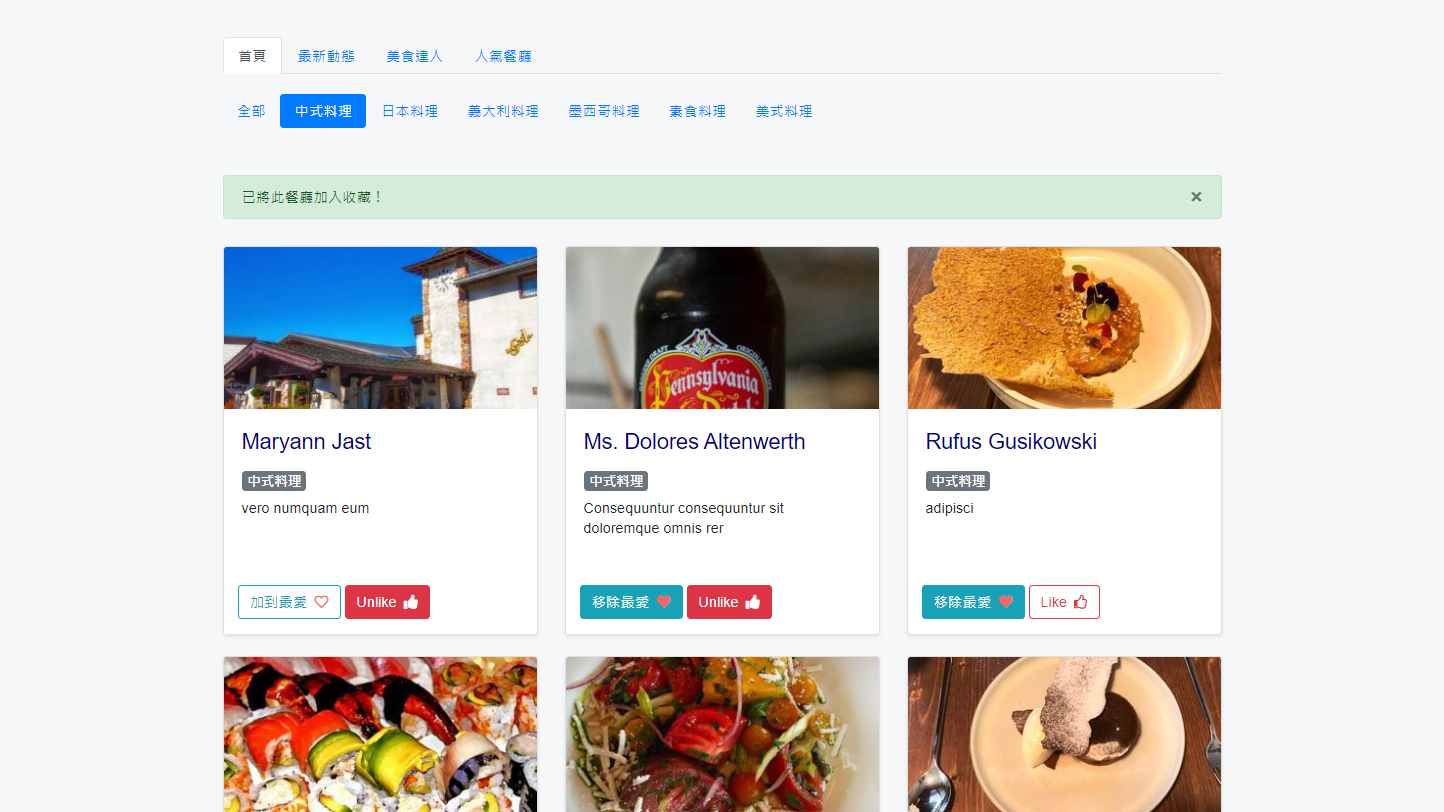 首頁 最新動態 美食達人 人氣餐廳
全部 中式料理 日本料理 義大利料理 墨西哥料理 素食料理 美式料理
已將此餐廳加入收藏！ ×
ORIGINAL
Pennsylvania
Maryann Jast
中式料理
vero numquam eum
加到最愛 Unlike
Ms. Dolores Altenwerth
中式料理
Consequuntur consequuntur sit
doloremque omnis rer
移除最愛 Unlike
Rufus Gusikowski
中式料理
adipisci
移除最愛 Like